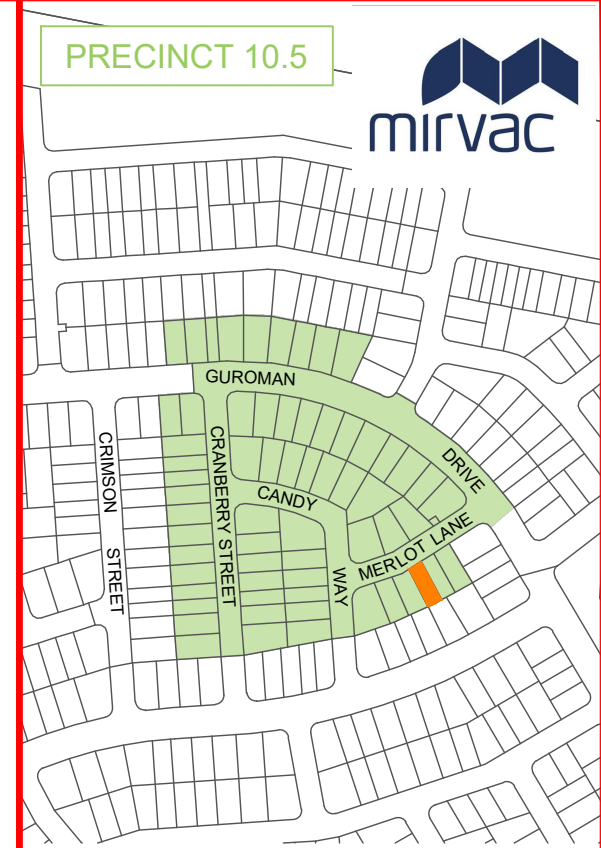 PRECINCT 10.5
mirvac
GUROMAN
DRIVE
CRIMSON
STREET
CRANBERRY STREET
CANDY
WAY
MERLOT LANE